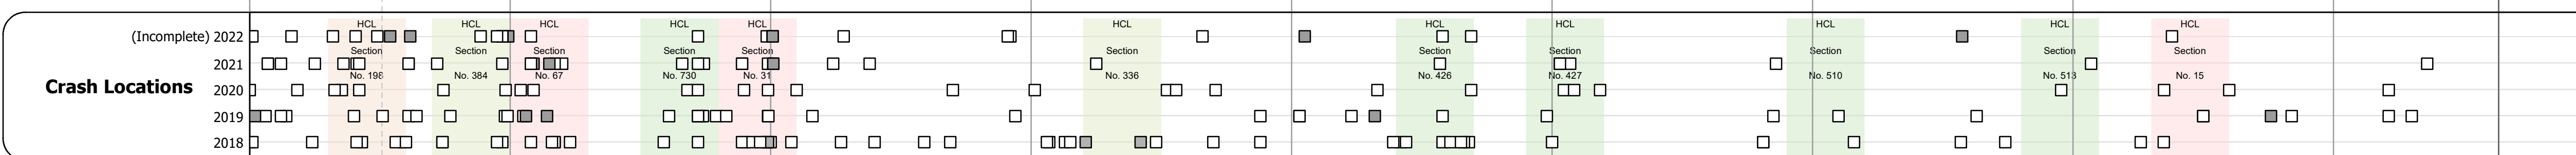 HCL HCL HCL HCL HCL HCL HCL HCL HCL HCL HCL
(Incomplete) 2022
Section Section Section Section Section Section Section Section Section Section Section
2021
No. 198 No. 384 No. 67 No. 730 No. 31 No. 336 No. 426 No. 427 No. 510 No. 513 No. 15
Crash Locations
2020
2019
2018